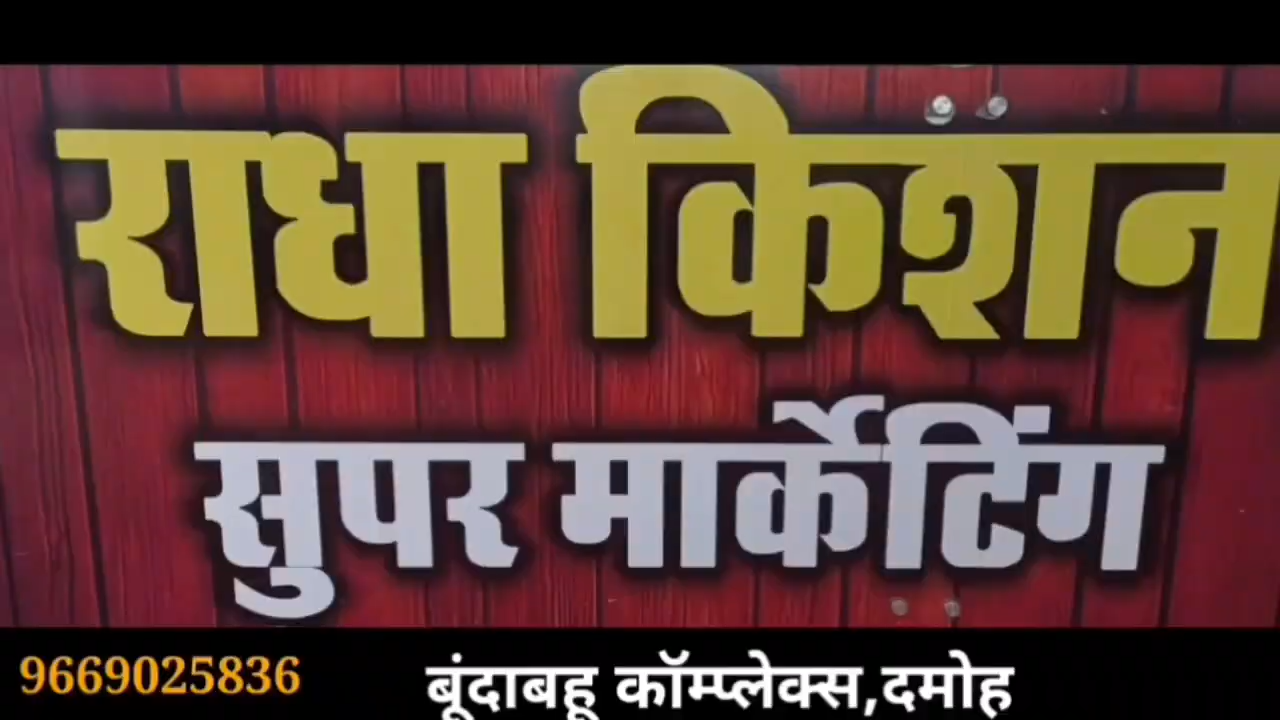 राधा किशन
सुपर मार्केटिंग
9669025836 बूंदाबहू कॉम्प्लेक्स,दमोह